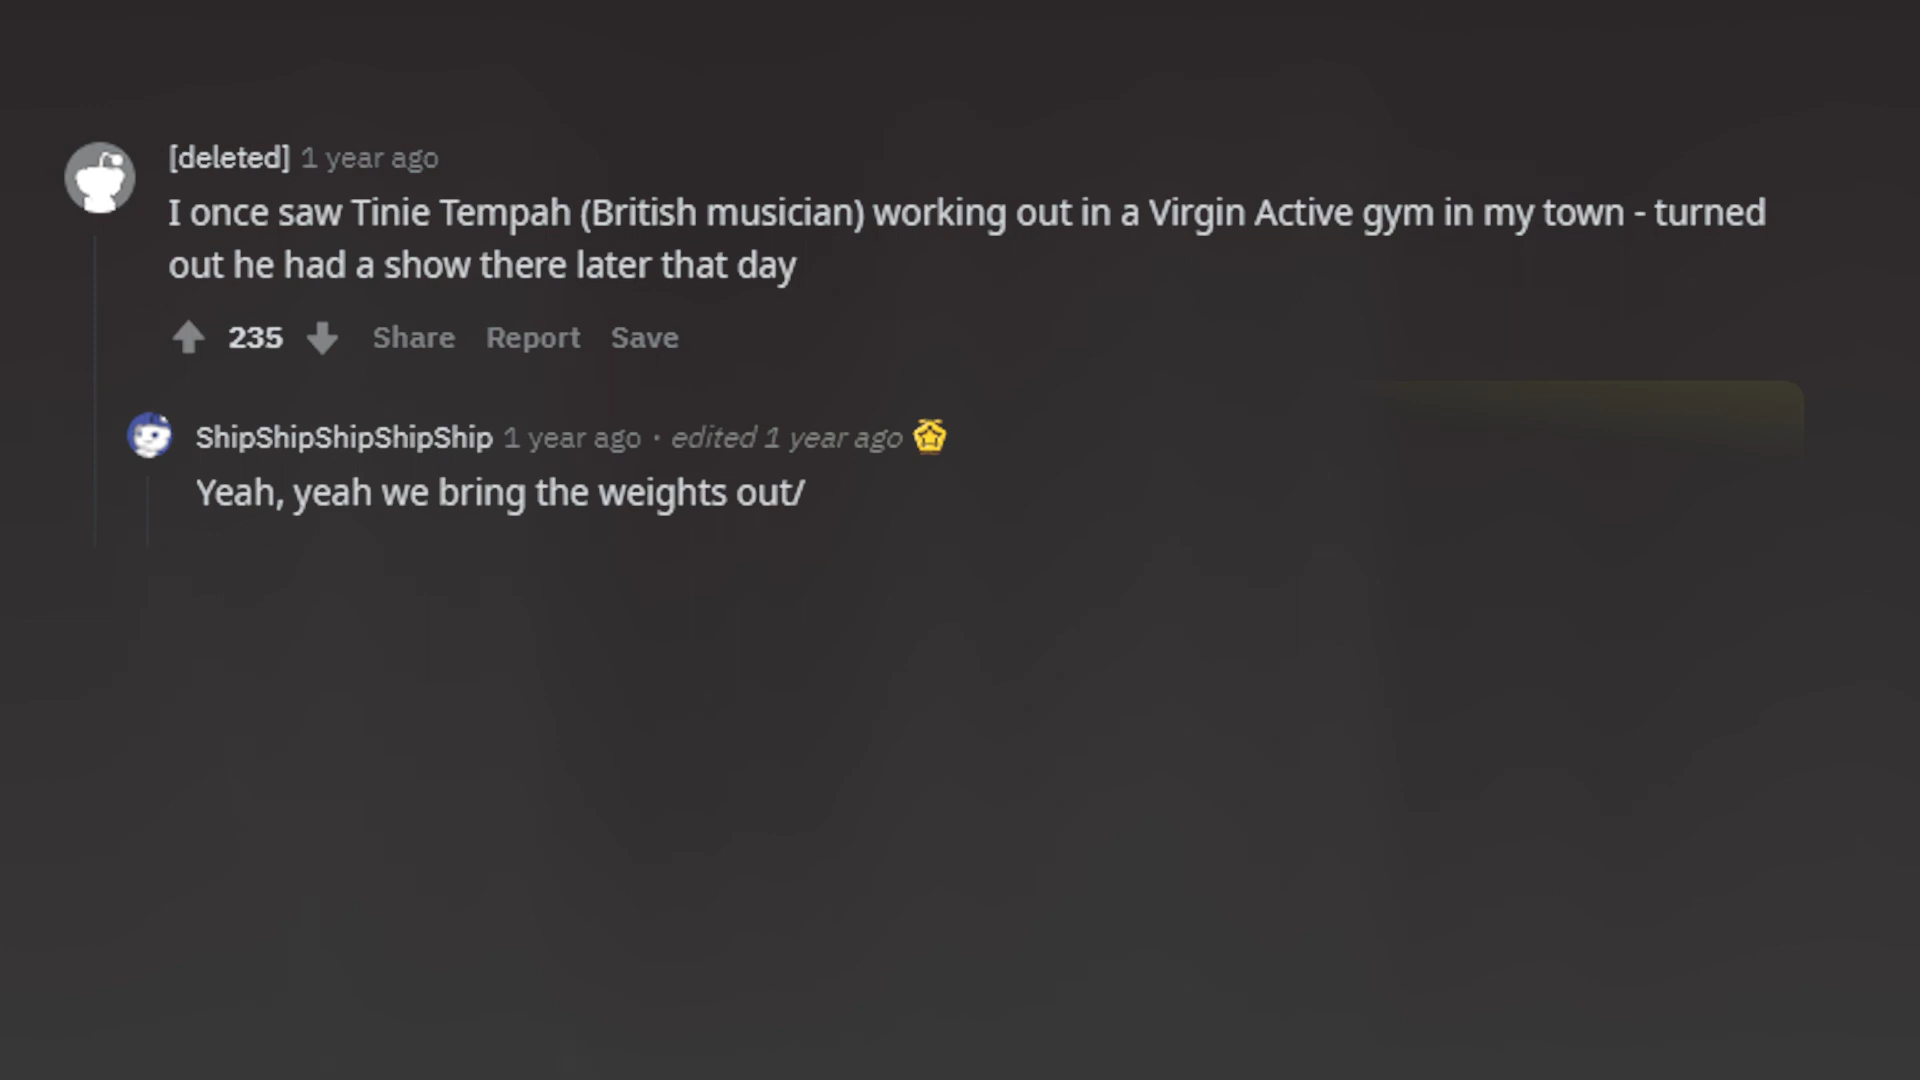 [deleted] 1 year ago
I once saw Tinie Tempah (British musician) working out in a Virgin Active gym in my town - turned
out he had a show there later that day
235 Share Report Save
ShipShipShipShipShip 1 year ago · edited 1 year ago
Yeah, yeah we bring the weights out/